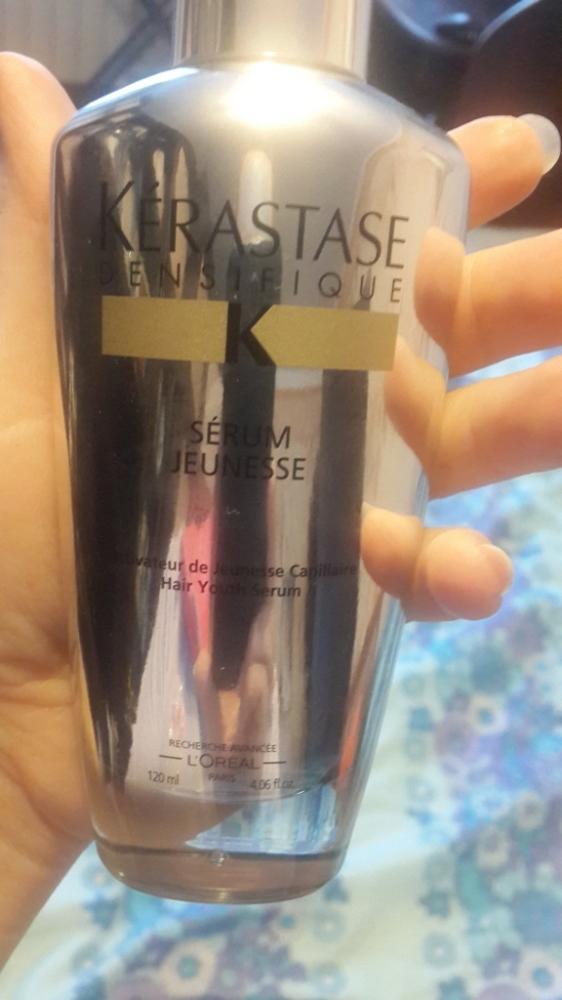 KÉRASTASE
DENSIFIQUE
K
SÉRUM
JEUNESSE
de Jeunesse Capillaire
Hair Youth Serum
RECHERCHE AVANCÉE
L'ORÉAL
PARIS
120 ml 4.06 fl.oz.